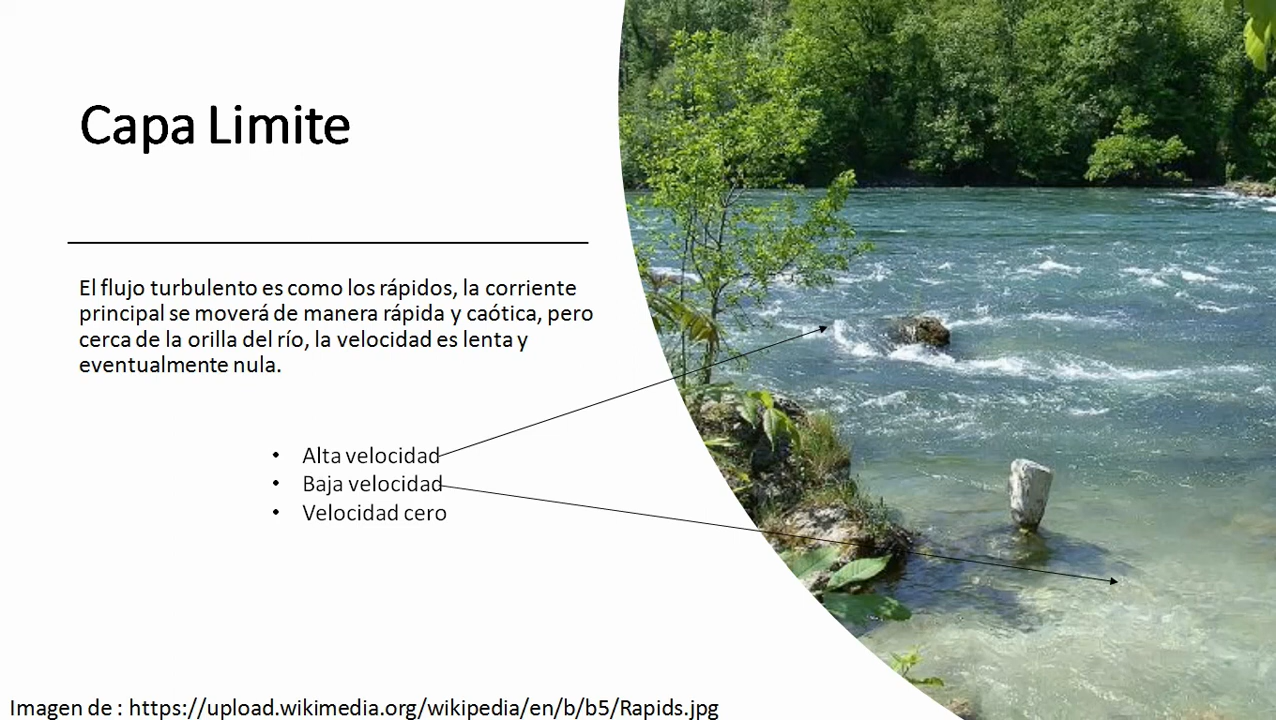 Capa Limite
El flujo turbulento es como los rápidos, la corriente
principal se moverá de manera rápida y caótica, pero
cerca de la orilla del río, la velocidad es lenta y
eventualmente nula.
• Alta velocidad
• Baja velocidad
• Velocidad cero
Imagen de : https://upload.wikimedia.org/wikipedia/en/b/b5/Rapids.jpg